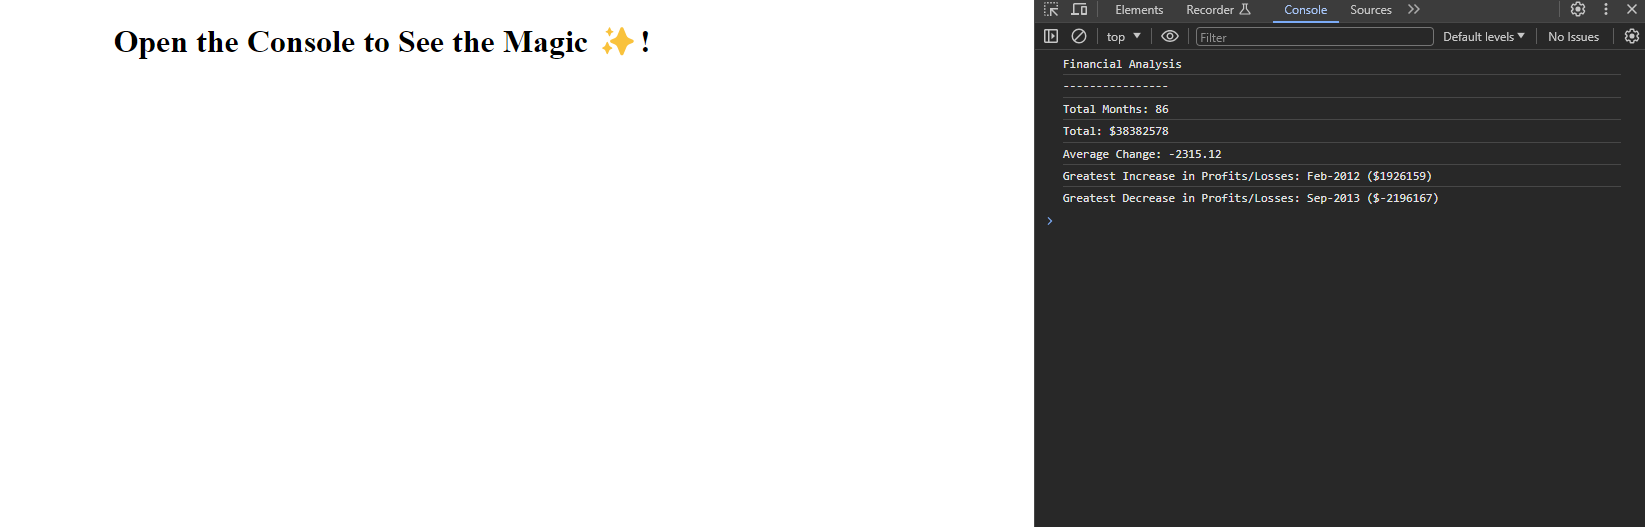 Open the Console to See the Magic ✨!
Elements Recorder Console Sources
top Filter Default levels No Issues
Financial Analysis
----------------
Total Months: 86
Total: $38382578
Average Change: -2315.12
Greatest Increase in Profits/Losses: Feb-2012 ($1926159)
Greatest Decrease in Profits/Losses: Sep-2013 ($-2196167)